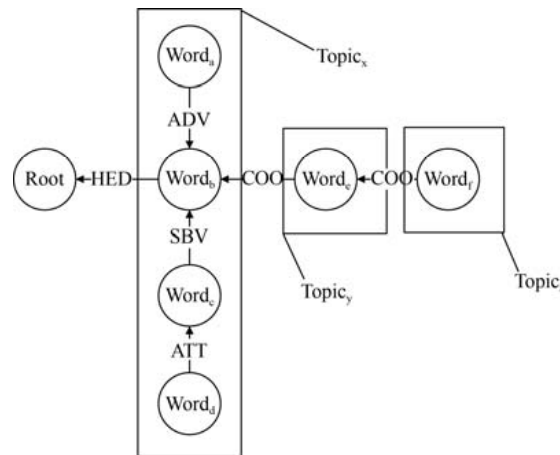 Word_a
Topic_x
ADV
Root
HED
Word_b
COO
Word_e
COO
Word_f
SBV
Topic_y
Topic
Word_c
ATT
Word_d